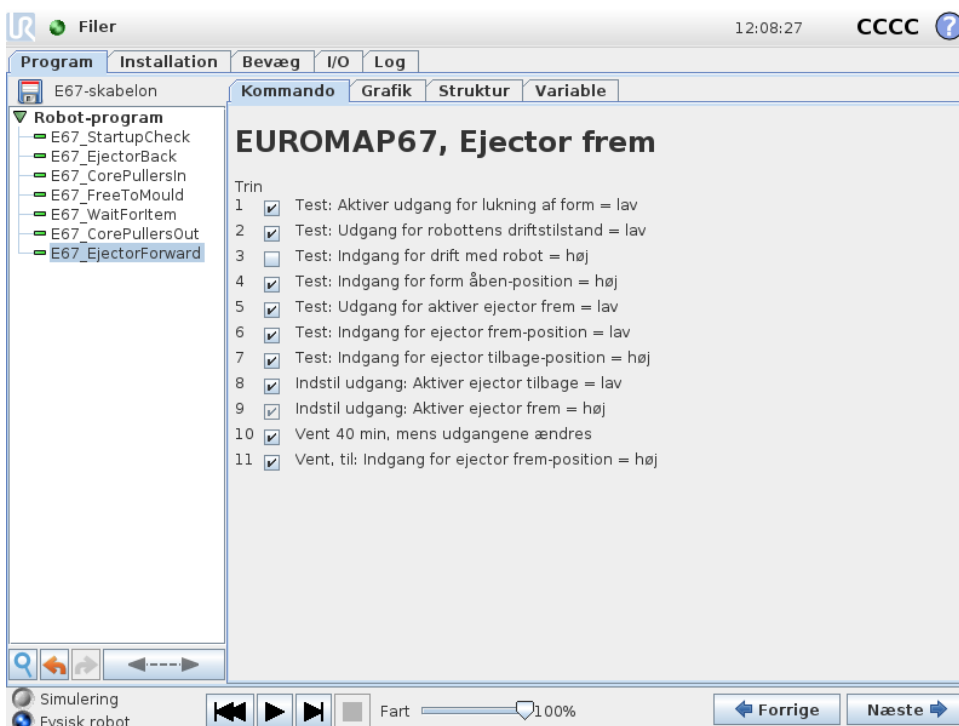 UR Filer 12:08:27 CCCC ?
Program Installation Bevæg I/O Log
E67-skabelon Kommando Grafik Struktur Variable
Robot-program
E67_StartupCheck
E67_EjectorBack
E67_CorePullersIn
E67_FreeToMould
E67_WaitForItem
E67_CorePullersOut
E67_EjectorForward
EUROMAP67, Ejector frem
Trin
1 Test: Aktiver udgang for lukning af form = lav
2 Test: Udgang for robottens driftstilstand = lav
3 Test: Indgang for drift med robot = høj
4 Test: Indgang for form åben-position = høj
5 Test: Udgang for aktiver ejector frem = lav
6 Test: Indgang for ejector frem-position = lav
7 Test: Indgang for ejector tilbage-position = høj
8 Indstil udgang: Aktiver ejector tilbage = lav
9 Indstil udgang: Aktiver ejector frem = høj
10 Vent 40 min, mens udgangene ændres
11 Vent, til: Indgang for ejector frem-position = høj
Simulering
Fysisk robot
Fart 100%
Forrige Næste